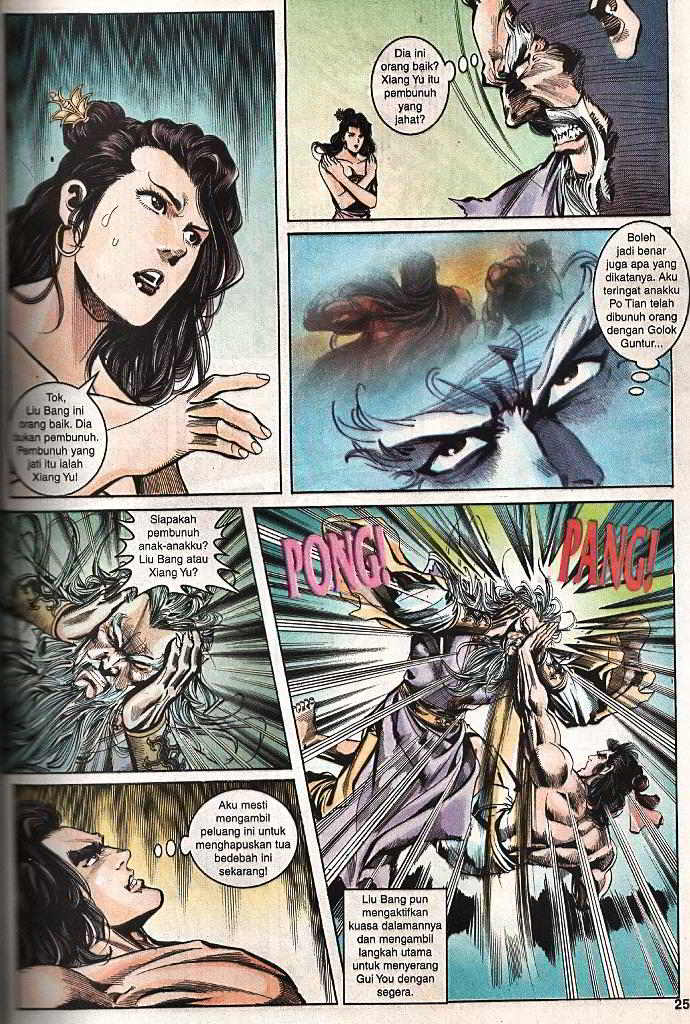 Tok,
Liu Bang ini
orang baik. Dia
bukan pembunuh.
Pembunuh yang
jati itu ialah
Xiang Yu!
Dia ini
orang baik?
Xiang Yu itu
pembunuh
yang
jahat?
Boleh
jadi benar
juga apa yang
dikatanya. Aku
teringat anakku
Po Tian telah
dibunuh orang
dengan Golok
Guntur...
Siapakah
pembunuh
anak-anakku?
Liu Bang atau
Xiang Yu?
PONG!
PANG!
Aku mesti
mengambil
peluang ini untuk
menghapuskan tua
bedebah ini
sekarang!
Liu Bang pun
mengaktifkan
kuasa dalamannya
dan mengambil
langkah utama
untuk menyerang
Gui You dengan
segera.
25